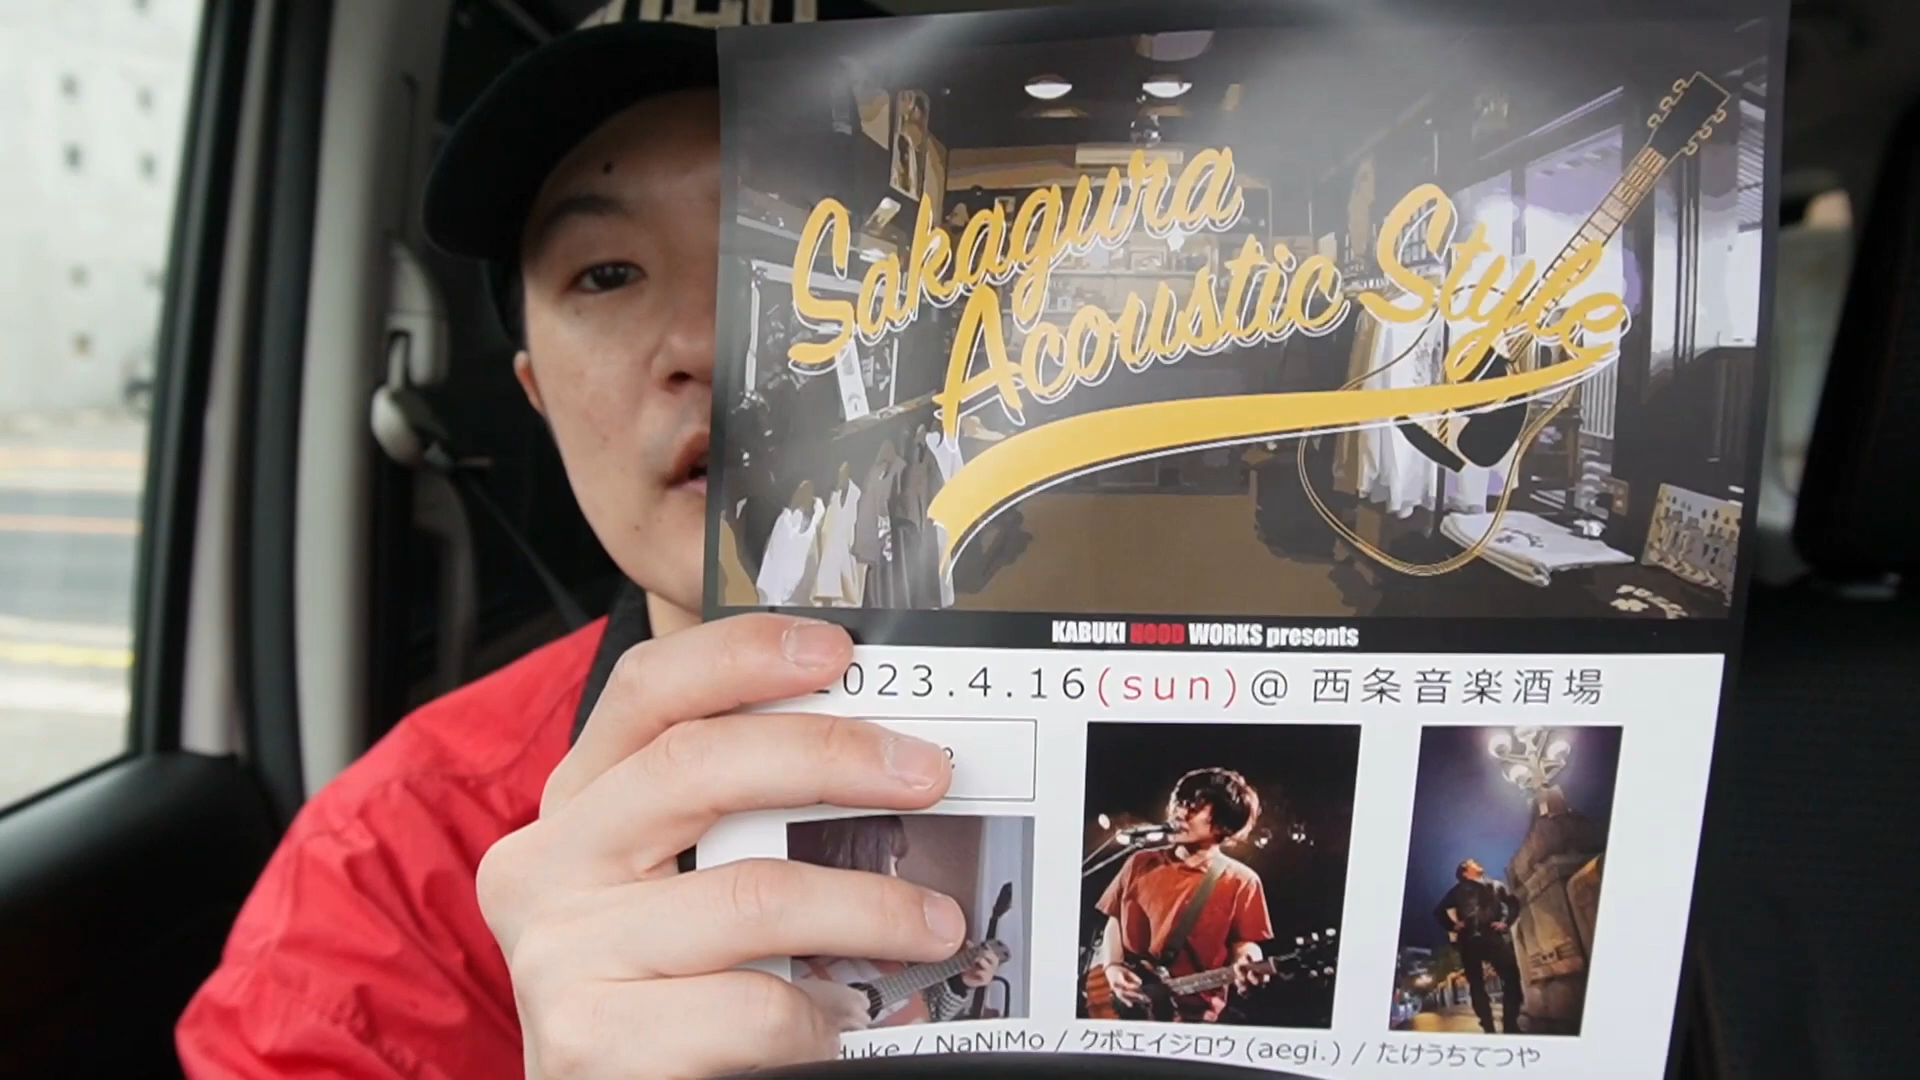 Sakagura
Acoustic Style
KABUKI HOOD WORKS presents
2023.4.16(sun)@ 西条音楽酒場
/ NaNiMo / クボエイジロウ(aegi.) / たけうちてつや